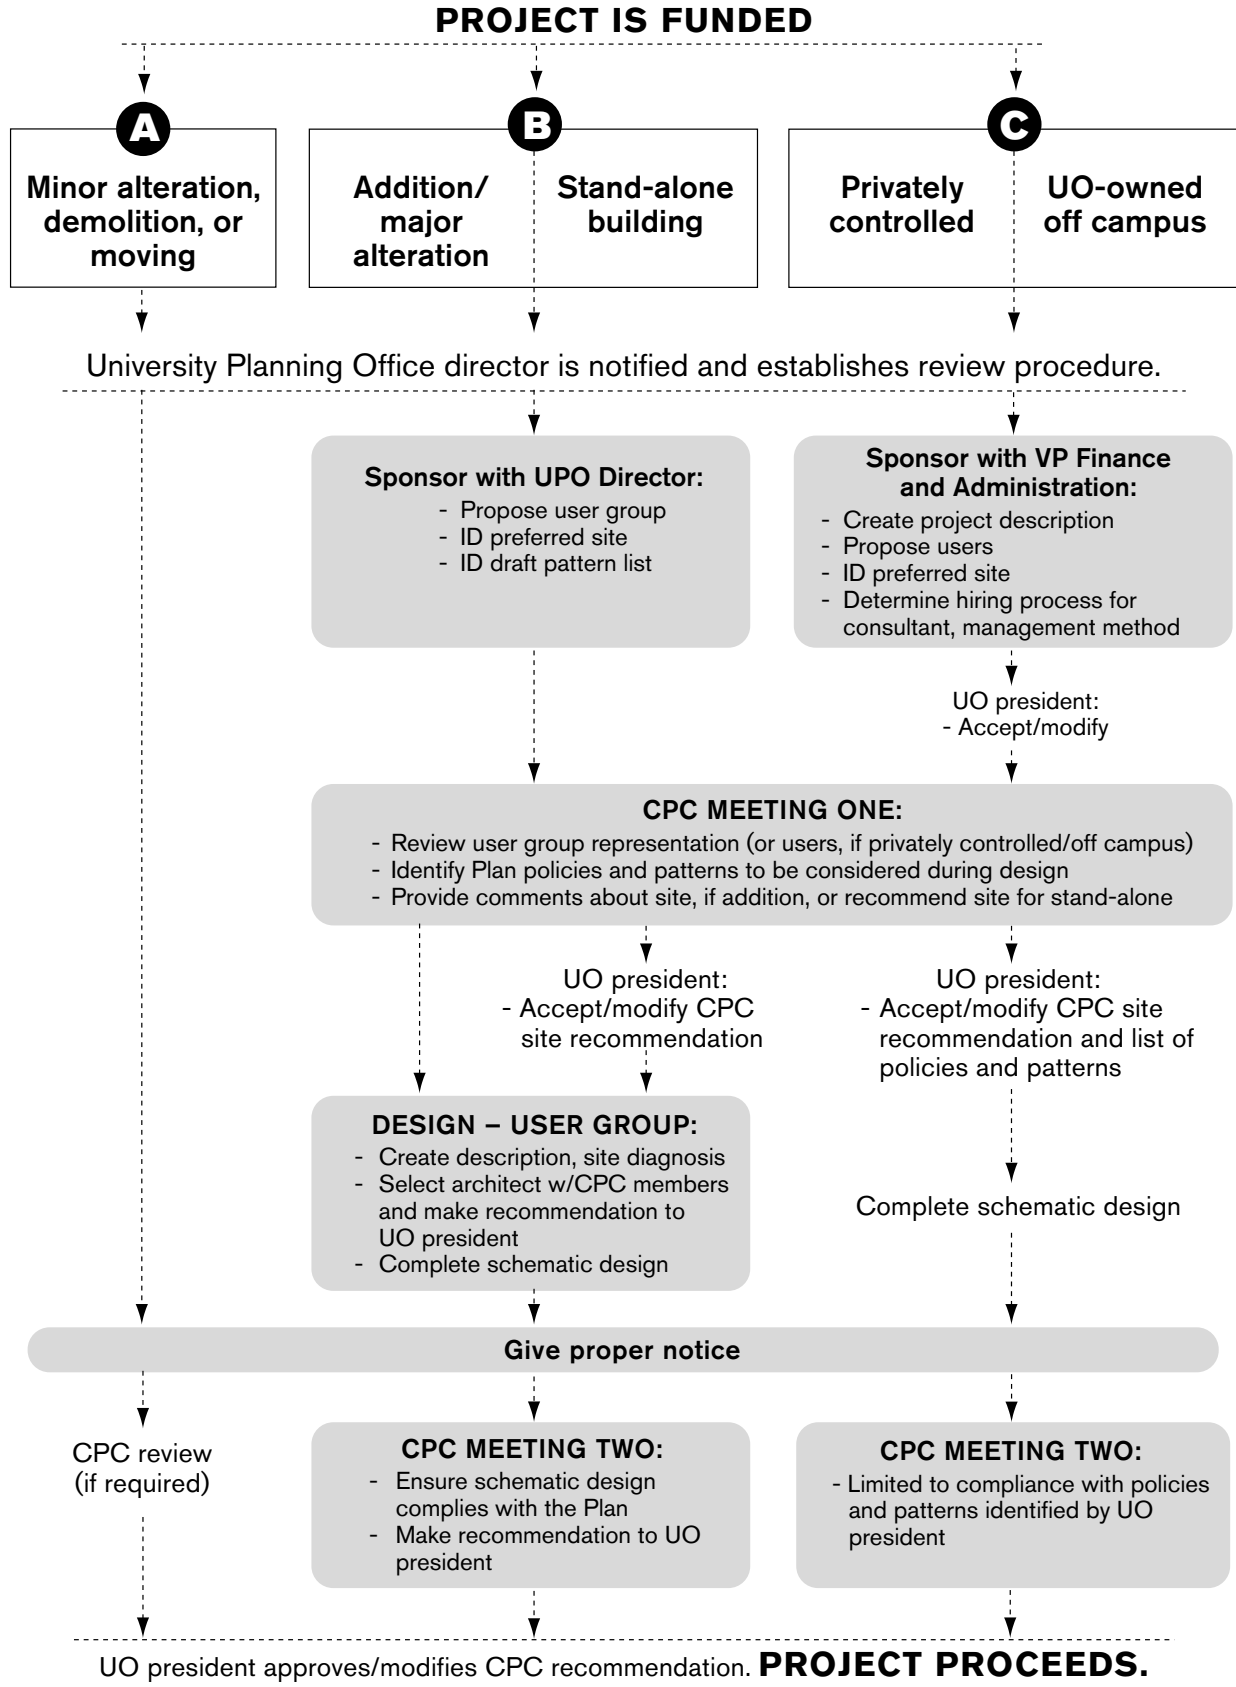 PROJECT IS FUNDED
A
Minor alteration,
demolition, or
moving
B
Addition/
major
alteration
Stand-alone
building
C
Privately
controlled
UO-owned
off campus
University Planning Office director is notified and establishes review procedure.
Sponsor with UPO Director:
- Propose user group
- ID preferred site
- ID draft pattern list
Sponsor with VP Finance
and Administration:
- Create project description
- Propose users
- ID preferred site
- Determine hiring process for
consultant, management method
UO president:
- Accept/modify
CPC MEETING ONE:
- Review user group representation (or users, if privately controlled/off campus)
- Identify Plan policies and patterns to be considered during design
- Provide comments about site, if addition, or recommend site for stand-alone
UO president:
- Accept/modify CPC
site recommendation
UO president:
- Accept/modify CPC site
recommendation and list of
policies and patterns
DESIGN – USER GROUP:
- Create description, site diagnosis
- Select architect w/CPC members
and make recommendation to
UO president
- Complete schematic design
Complete schematic design
Give proper notice
CPC review
(if required)
CPC MEETING TWO:
- Ensure schematic design
complies with the Plan
- Make recommendation to UO
president
CPC MEETING TWO:
- Limited to compliance with policies
and patterns identified by UO
president
UO president approves/modifies CPC recommendation. PROJECT PROCEEDS.